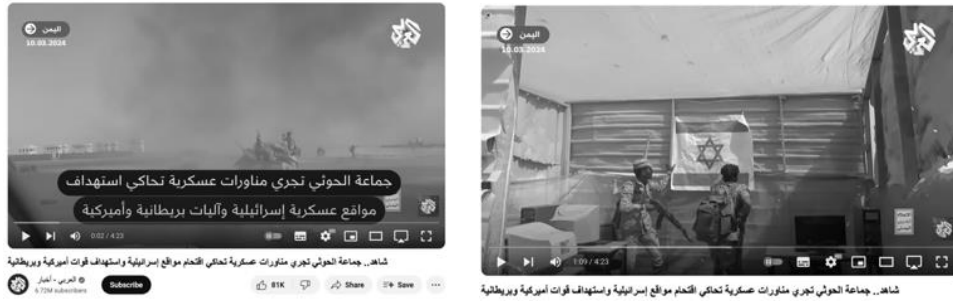 اليمن
10.03.2024
جماعة الحوثي تجري مناورات عسكرية تحاكي استهداف
مواقع عسكرية إسرائيلية وآليات بريطانية وأميركية
0:02 / 4:23
شاهد.. جماعة الحوثي تجري مناورات عسكرية تحاكي اقتحام مواقع إسرائيلية واستهداف قوات أميركية وبريطانية
العربي - أخبار
6.72M subscribers
Subscribe
81K
Share
Save
اليمن
10.03.2024
1:09 / 4:23
شاهد.. جماعة الحوثي تجري مناورات عسكرية تحاكي اقتحام مواقع إسرائيلية واستهداف قوات أميركية وبريطانية